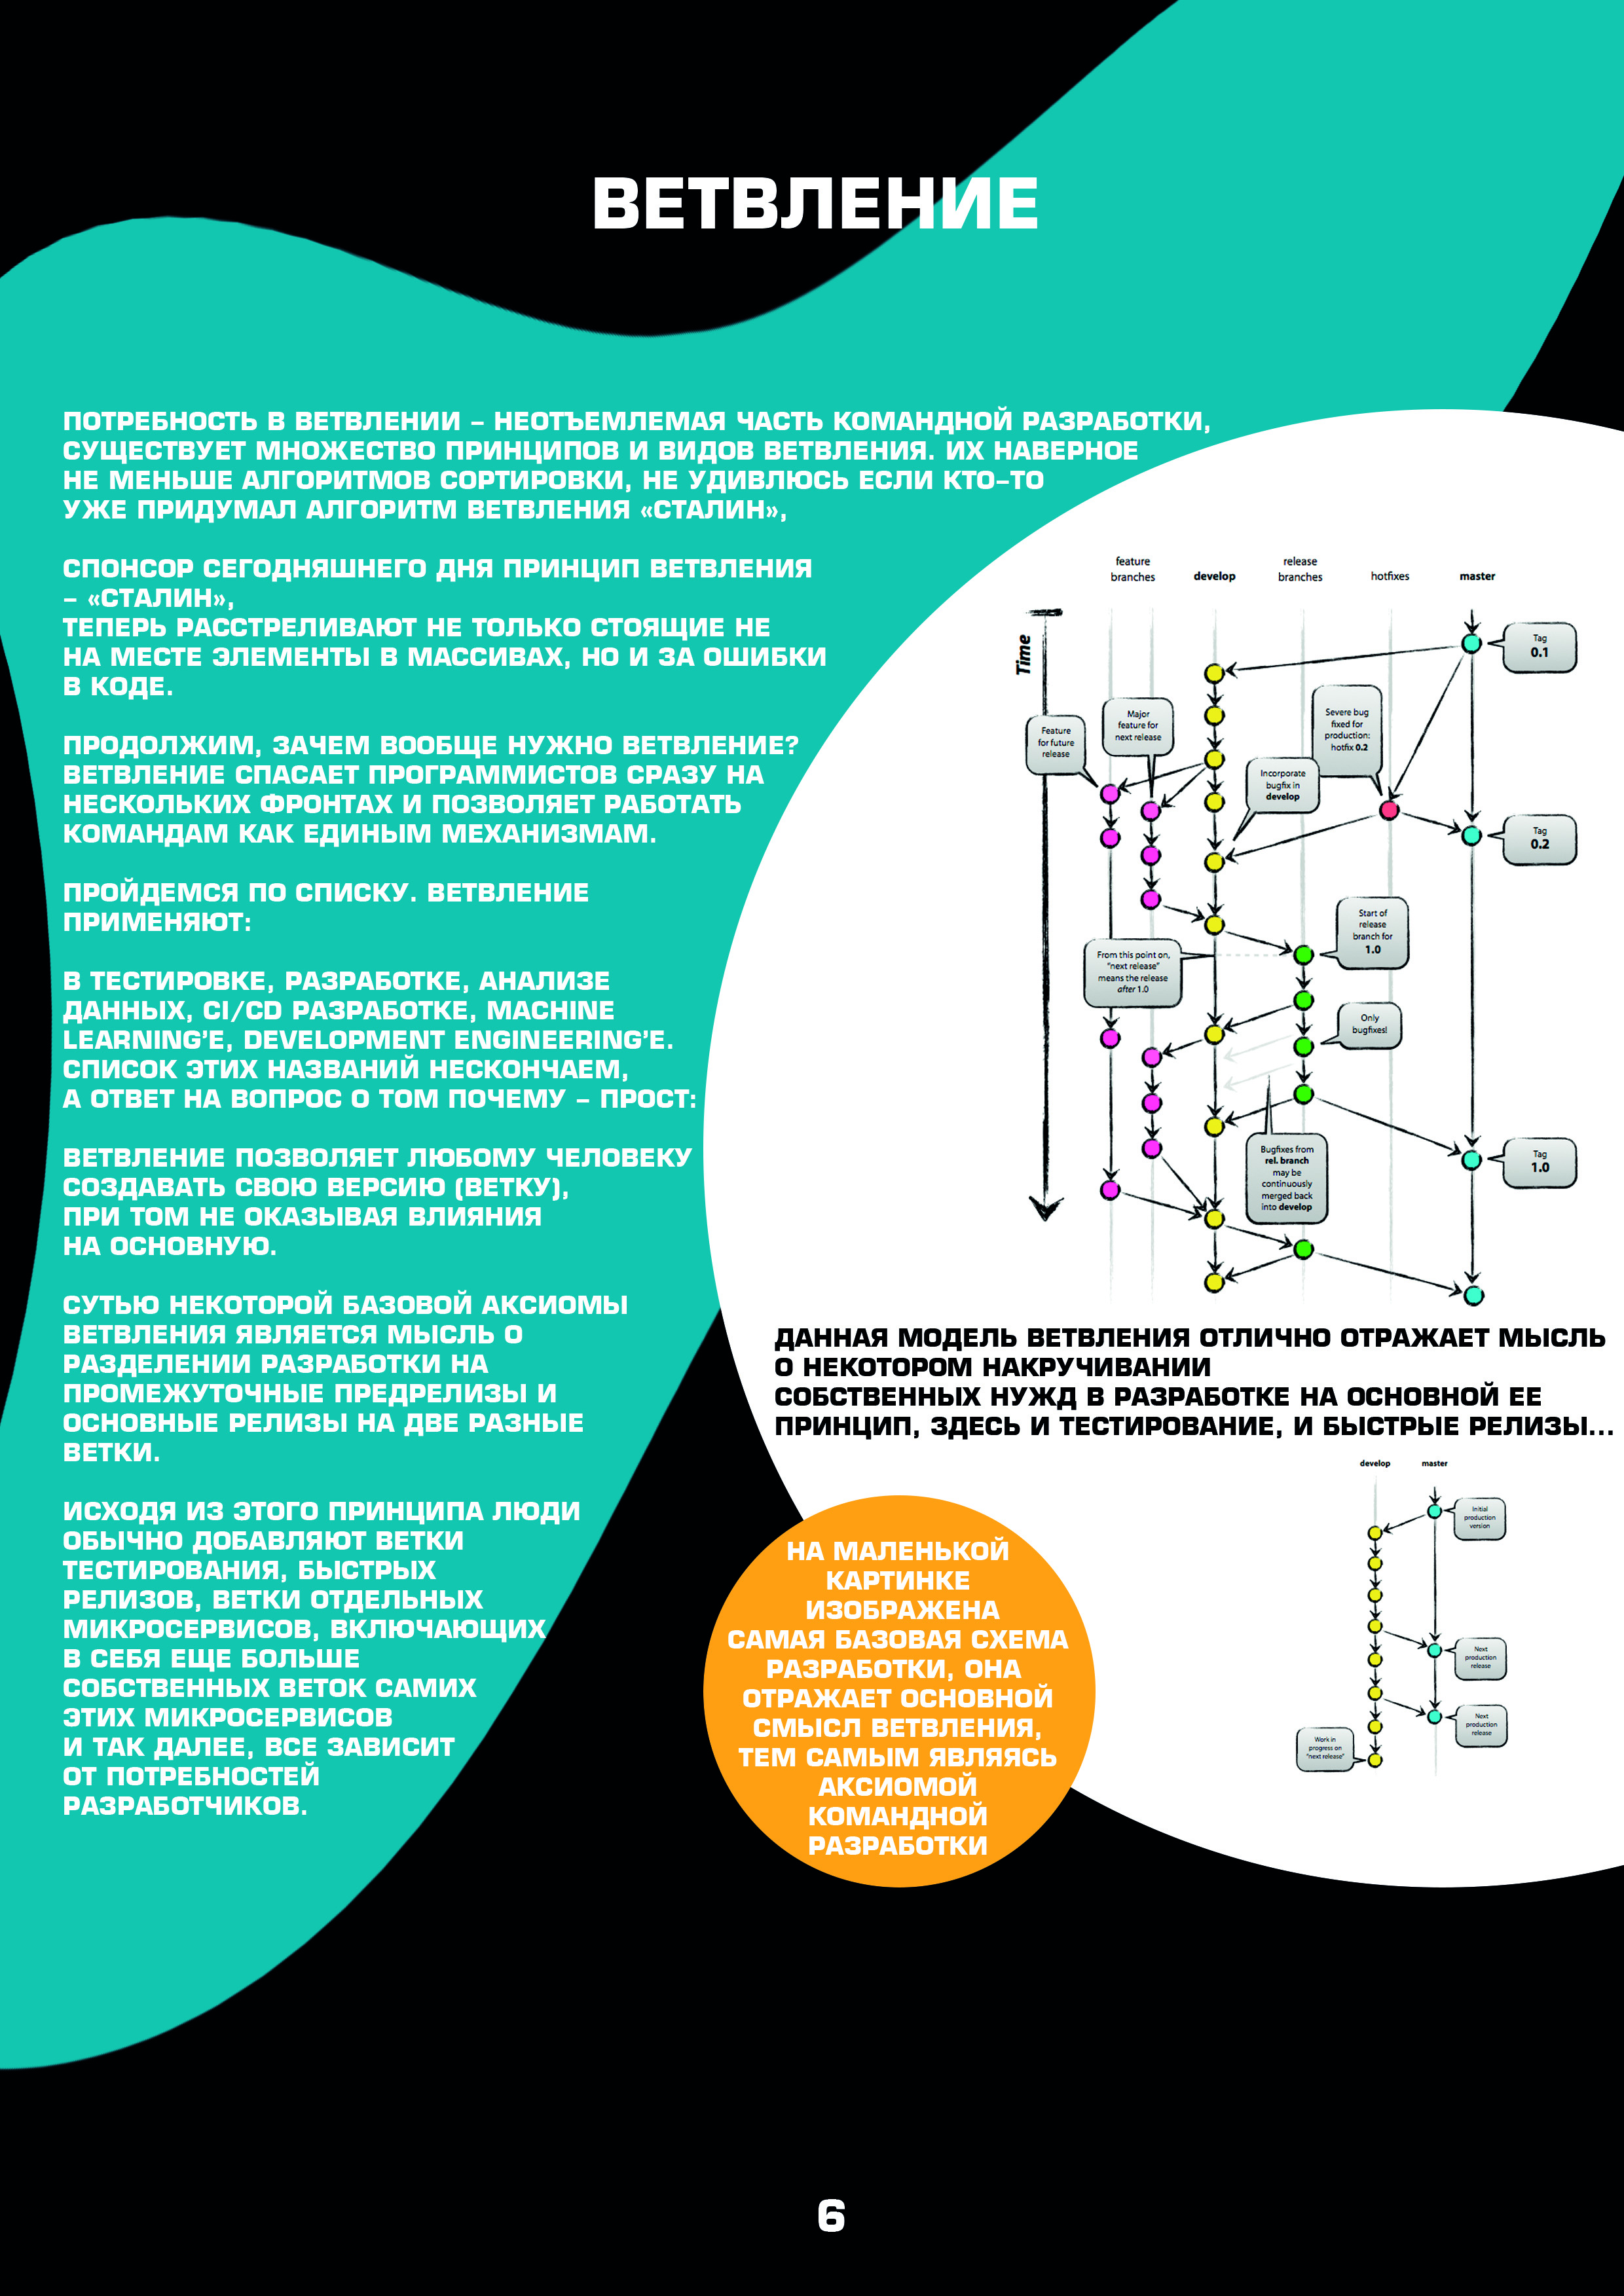 ВЕТВЛЕНИЕ
ПОТРЕБНОСТЬ В ВЕТВЛЕНИИ – НЕОТЪЕМЛЕМАЯ ЧАСТЬ КОМАНДНОЙ РАЗРАБОТКИ,
СУЩЕСТВУЕТ МНОЖЕСТВО ПРИНЦИПОВ И ВИДОВ ВЕТВЛЕНИЯ. ИХ НАВЕРНОЕ
НЕ МЕНЬШЕ АЛГОРИТМОВ СОРТИРОВКИ, НЕ УДИВЛЮСЬ ЕСЛИ КТО-ТО
УЖЕ ПРИДУМАЛ АЛГОРИТМ ВЕТВЛЕНИЯ «СТАЛИН»,
СПОНСОР СЕГОДНЯШНЕГО ДНЯ ПРИНЦИП ВЕТВЛЕНИЯ
– «СТАЛИН»,
ТЕПЕРЬ РАССТРЕЛИВАЮТ НЕ ТОЛЬКО СТОЯЩИЕ НЕ
НА МЕСТЕ ЭЛЕМЕНТЫ В МАССИВАХ, НО И ЗА ОШИБКИ
В КОДЕ.
ПРОДОЛЖИМ, ЗАЧЕМ ВООБЩЕ НУЖНО ВЕТВЛЕНИЕ?
ВЕТВЛЕНИЕ СПАСАЕТ ПРОГРАММИСТОВ СРАЗУ НА
НЕСКОЛЬКИХ ФРОНТАХ И ПОЗВОЛЯЕТ РАБОТАТЬ
КОМАНДАМ КАК ЕДИНЫМ МЕХАНИЗМАМ.
ПРОЙДЕМСЯ ПО СПИСКУ. ВЕТВЛЕНИЕ
ПРИМЕНЯЮТ:
В ТЕСТИРОВКЕ, РАЗРАБОТКЕ, АНАЛИЗЕ
ДАННЫХ, CI/CD РАЗРАБОТКЕ, MACHINE
LEARNING'Е, DEVELOPMENT ENGINEERING'Е.
СПИСОК ЭТИХ НАЗВАНИЙ НЕСКОНЧАЕМ,
А ОТВЕТ НА ВОПРОС О ТОМ ПОЧЕМУ – ПРОСТ:
ВЕТВЛЕНИЕ ПОЗВОЛЯЕТ ЛЮБОМУ ЧЕЛОВЕКУ
СОЗДАВАТЬ СВОЮ ВЕРСИЮ (ВЕТКУ),
ПРИ ТОМ НЕ ОКАЗЫВАЯ ВЛИЯНИЯ
НА ОСНОВНУЮ.
СУТЬЮ НЕКОТОРОЙ БАЗОВОЙ АКСИОМЫ
ВЕТВЛЕНИЯ ЯВЛЯЕТСЯ МЫСЛЬ О
РАЗДЕЛЕНИИ РАЗРАБОТКИ НА
ПРОМЕЖУТОЧНЫЕ ПРЕДРЕЛИЗЫ И
ОСНОВНЫЕ РЕЛИЗЫ НА ДВЕ РАЗНЫЕ
ВЕТКИ.
ИСХОДЯ ИЗ ЭТОГО ПРИНЦИПА ЛЮДИ
ОБЫЧНО ДОБАВЛЯЮТ ВЕТКИ
ТЕСТИРОВАНИЯ, БЫСТРЫХ
РЕЛИЗОВ, ВЕТКИ ОТДЕЛЬНЫХ
МИКРОСЕРВИСОВ, ВКЛЮЧАЮЩИХ
В СЕБЯ ЕЩЕ БОЛЬШЕ
СОБСТВЕННЫХ ВЕТОК САМИХ
ЭТИХ МИКРОСЕРВИСОВ
И ТАК ДАЛЕЕ, ВСЕ ЗАВИСИТ
ОТ ПОТРЕБНОСТЕЙ
РАЗРАБОТЧИКОВ.
feature
branches
develop
release
branches
hotfixes
master
Time
Tag
0.1
Feature
for future
release
Major
feature for
next release
Severe bug
fixed for
production:
hotfix 0.2
Incorporate
bugfix in
develop
Tag
0.2
Start of
release
branch for
1.0
From this point on,
"next release"
means the release
after 1.0
Only
bugfixes!
Bugfixes from
rel. branch
may be
continuously
merged back
into develop
Tag
1.0
ДАННАЯ МОДЕЛЬ ВЕТВЛЕНИЯ ОТЛИЧНО ОТРАЖАЕТ МЫСЛЬ
О НЕКОТОРОМ НАКРУЧИВАНИИ
СОБСТВЕННЫХ НУЖД В РАЗРАБОТКЕ НА ОСНОВНОЙ ЕЕ
ПРИНЦИП, ЗДЕСЬ И ТЕСТИРОВАНИЕ, И БЫСТРЫЕ РЕЛИЗЫ...
develop
master
Initial
production
version
Next
production
release
Next
production
release
Work in
progress on
"next release"
НА МАЛЕНЬКОЙ
КАРТИНКЕ
ИЗОБРАЖЕНА
САМАЯ БАЗОВАЯ СХЕМА
РАЗРАБОТКИ, ОНА
ОТРАЖАЕТ ОСНОВНОЙ
СМЫСЛ ВЕТВЛЕНИЯ,
ТЕМ САМЫМ ЯВЛЯЯСЬ
АКСИОМОЙ
КОМАНДНОЙ
РАЗРАБОТКИ
6